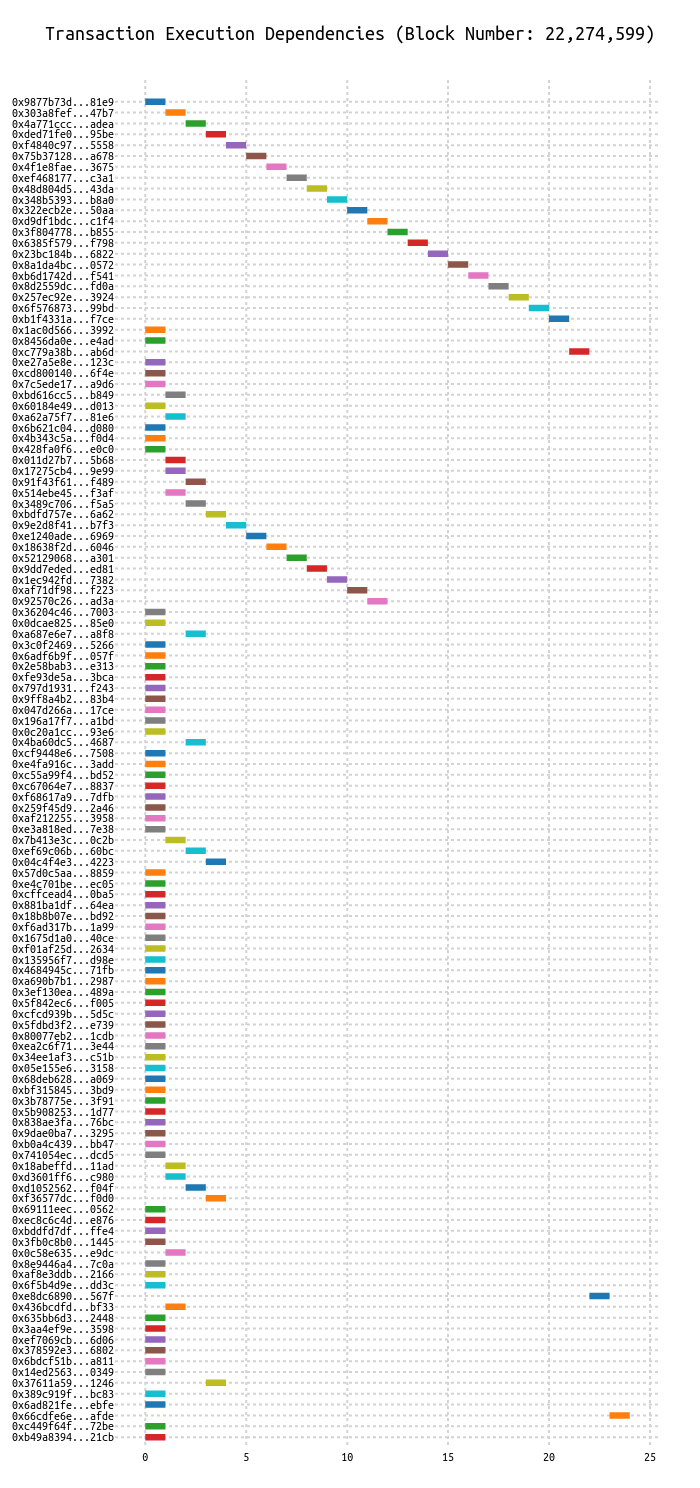 Transaction Execution Dependencies (Block Number: 22,274,599)
0x9877b73d...81e9
0x303a8fef...47b7
0x4a771ccc...adea
0xded71fe0...95be
0xf4840c97...5558
0x75b37128...a678
0x4f1e8fae...3675
0xef468177...c3a1
0x48d804d5...43da
0x348b5393...b8a0
0x322ecb2e...50aa
0xd9df1bdc...c1f4
0x3f804778...b855
0x6385f579...f798
0x23bc184b...6822
0x8a1da4bc...0572
0xb6d1742d...f541
0x8d2559dc...fd0a
0x257ec92e...3924
0x6f576873...99bd
0xb1f4331a...f7ce
0x1ac0d566...3992
0x8456da0e...e4ad
0xc779a38b...ab6d
0xe27a5e8e...123c
0xcd800140...6f4e
0x7c5ede17...a9d6
0xbd616cc5...b849
0x60184e49...d013
0xa62a75f7...81e6
0x6b621c04...d080
0x4b343c5a...f0d4
0x428fa0f6...e0c0
0x011d27b7...5b68
0x17275cb4...9e99
0x91f43f61...f489
0x514ebe45...f3af
0x3489c706...f5a5
0xbdfd757e...6a62
0x9e2d8f41...b7f3
0xe1240ade...6969
0x18638f2d...6046
0x52129068...a301
0x9dd7eded...ed81
0x1ec942fd...7382
0xaf71df98...f223
0x92570c26...ad3a
0x36204c46...7003
0x0dcae825...85e0
0xa687e6e7...a8f8
0x3c0f2469...5266
0x6adf6b9f...057f
0x2e58bab3...e313
0xfe93de5a...3bca
0x797d1931...f243
0x9ff8a4b2...83b4
0x047d266a...17ce
0x196a17f7...a1bd
0x0c20a1cc...93e6
0x4ba60dc5...4687
0xcf9448e6...7508
0xe4fa916c...3add
0xc55a99f4...bd52
0xc67064e7...8837
0xf68617a9...7dfb
0x259f45d9...2a46
0xaf212255...3958
0xe3a818ed...7e38
0x7b413e3c...0c2b
0xef69c06b...60bc
0x04c4f4e3...4223
0x57d0c5aa...8859
0xe4c701be...ec05
0xcffcead4...0ba5
0x881ba1df...64ea
0x18b8b07e...bd92
0xf6ad317b...1a99
0x1675d1a0...40ce
0xf01af25d...2634
0x135956f7...d98e
0x4684945c...71fb
0xa690b7b1...2987
0x3ef130ea...489a
0x5f842ec6...f005
0xcfcd939b...5d5c
0x5fdbd3f2...e739
0x80077eb2...1cdb
0xea2c6f71...3e44
0x34ee1af3...c51b
0x05e155e6...3158
0x68deb628...a069
0xbf315845...3bd9
0x3b78775e...3f91
0x5b908253...1d77
0x838ae3fa...76bc
0x9dae0ba7...3295
0xb0a4c439...bb47
0x741054ec...dcd5
0x18abeffd...11ad
0xd3601ff6...c980
0xd1052562...f04f
0xf36577dc...f0d0
0x69111eec...0562
0xec8c6c4d...e876
0xbddfd7df...ffe4
0x3fb0c8b0...1445
0x0c58e635...e9dc
0x8e9446a4...7c0a
0xaf8e3ddb...2166
0x6f5b4d9e...dd3c
0xe8dc6890...567f
0x436bcdfd...bf33
0x635bb6d3...2448
0x3aa4ef9e...3598
0xef7069cb...6d06
0x378592e3...6802
0x6bdcf51b...a811
0x14ed2563...0349
0x37611a59...1246
0x389c919f...bc83
0x6ad821fe...ebfe
0x66cdfe6e...afde
0xc449f64f...72be
0xb49a8394...21cb
0 5 10 15 20 25